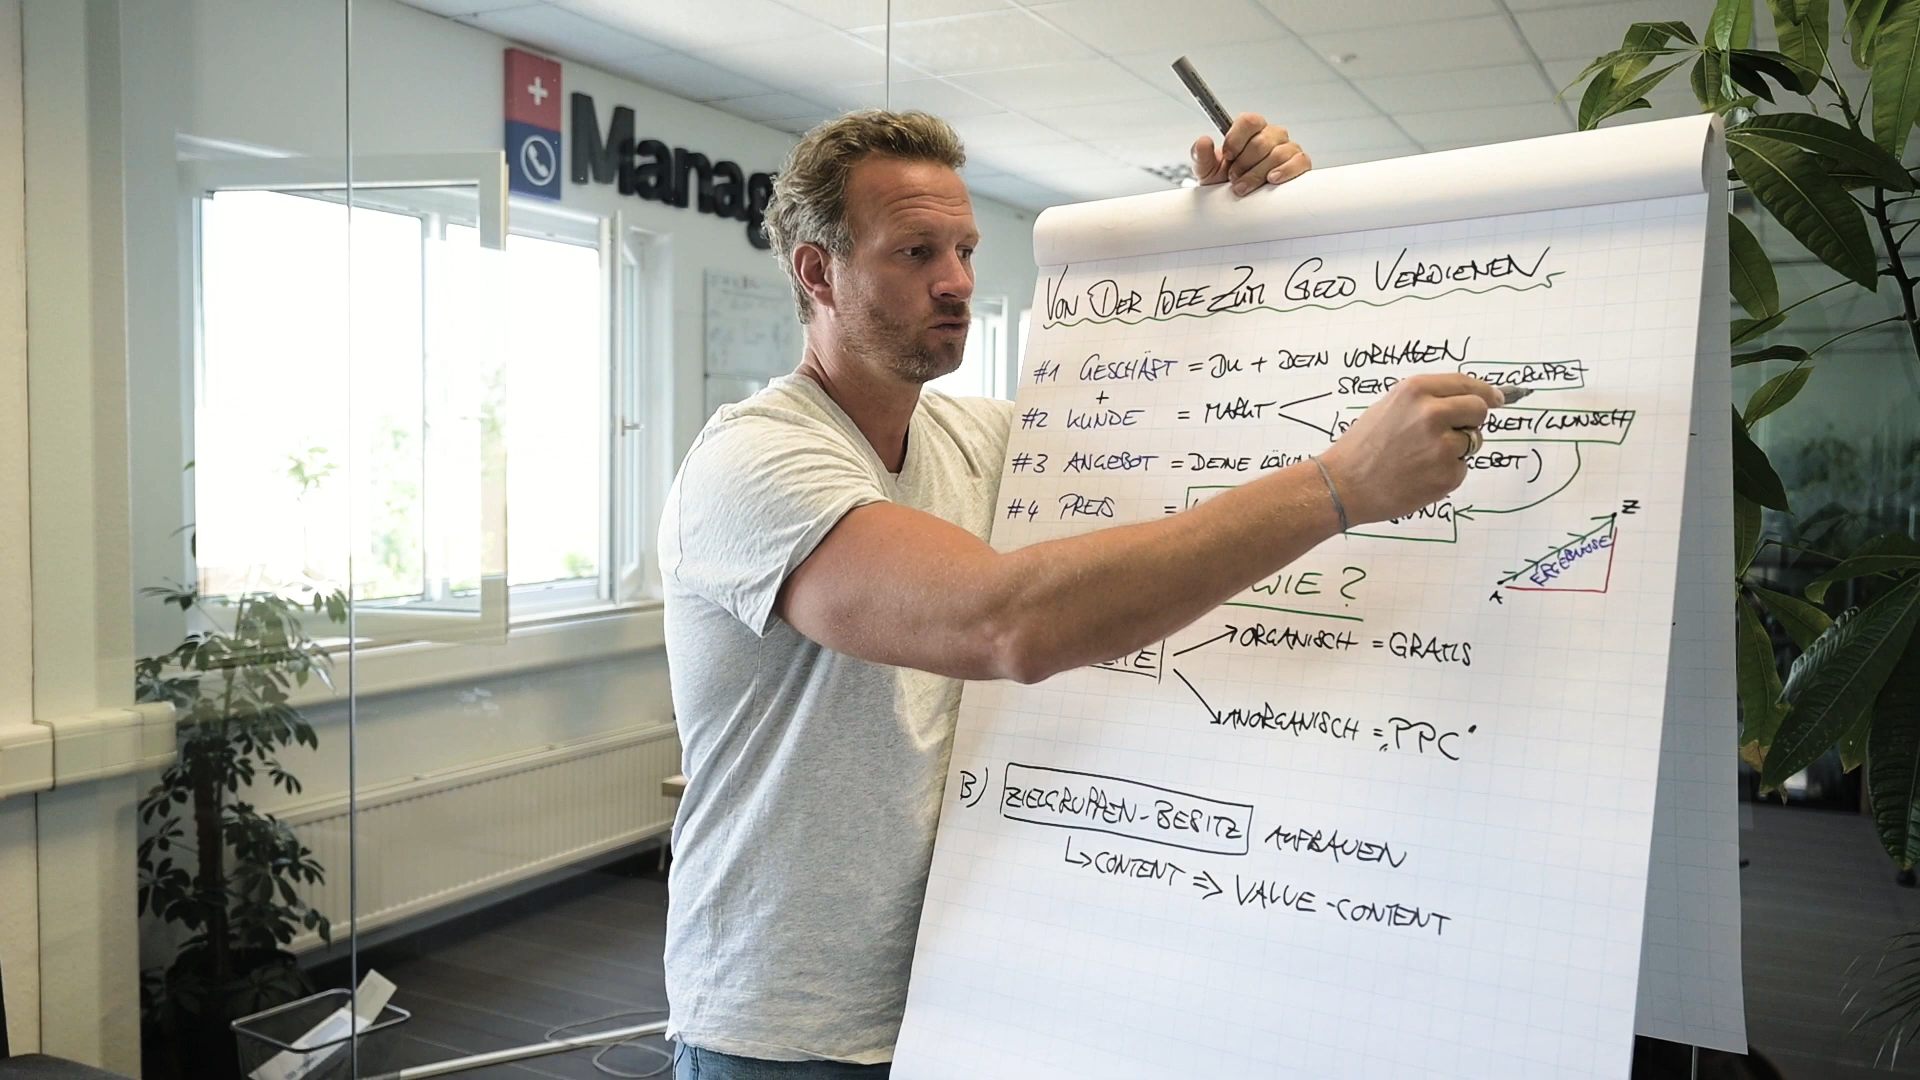 Manag
VON DER IDEE ZUM GELD VERDIENEN
#1 GESCHÄFT = DU + DEIN VORHABEN
+
#2 KUNDE = MARKT
ZIELGRUPPE
/WUNSCH
#3 ANGEBOT = DEINE
#4 PREIS =
Z
ERGEBNISSE
A
WIE?
ORGANISCH = GRATIS
ANORGANISCH = „PPC"
B) ZIELGRUPPEN-BESITZ AUFBAUEN
↳ CONTENT ⇒ VALUE-CONTENT